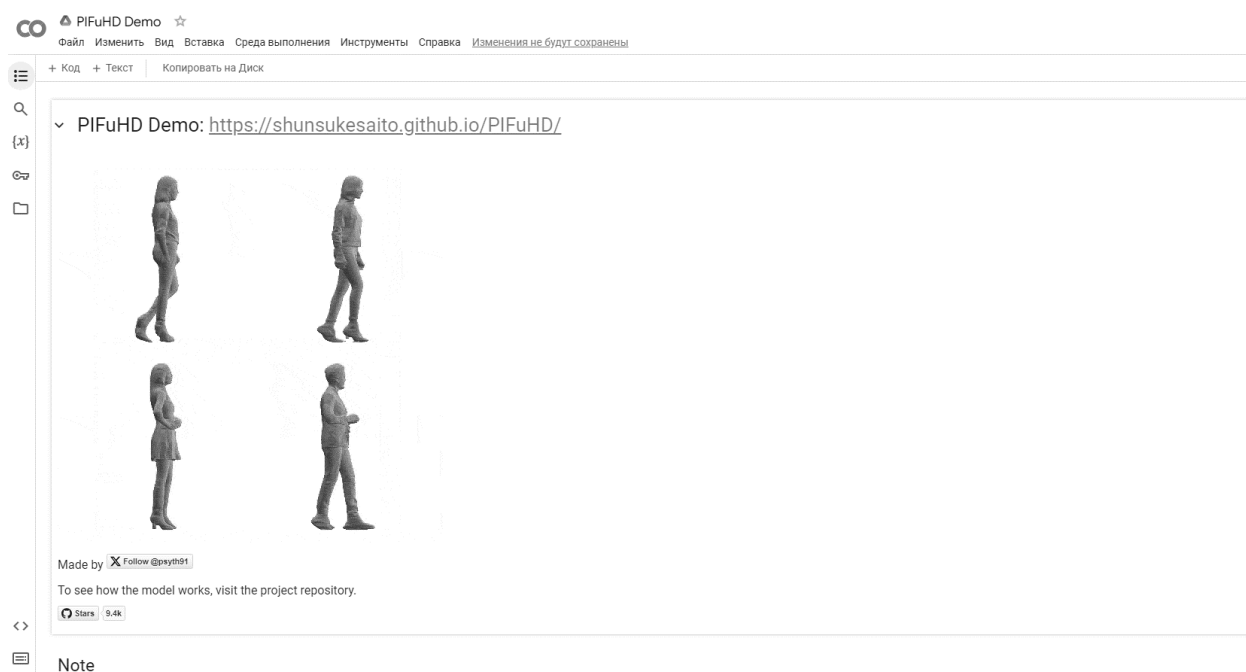 CO
PIFuHD Demo
Файл Изменить Вид Вставка Среда выполнения Инструменты Справка Изменения не будут сохранены
+ Код + Текст Копировать на Диск
{x}
PIFuHD Demo: https://shunsukesaito.github.io/PIFuHD/
Made by X Follow @psyth91
To see how the model works, visit the project repository.
Stars 9.4k
<>
Note